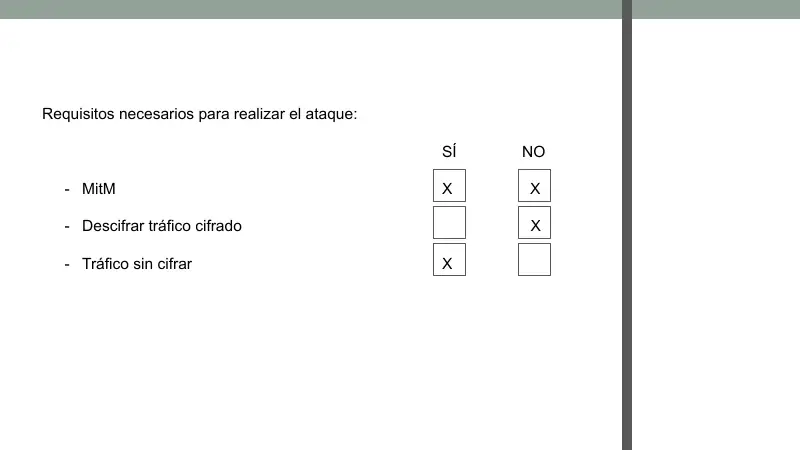 Requisitos necesarios para realizar el ataque:
SÍ NO
- MitM X X
- Descifrar tráfico cifrado X
- Tráfico sin cifrar X